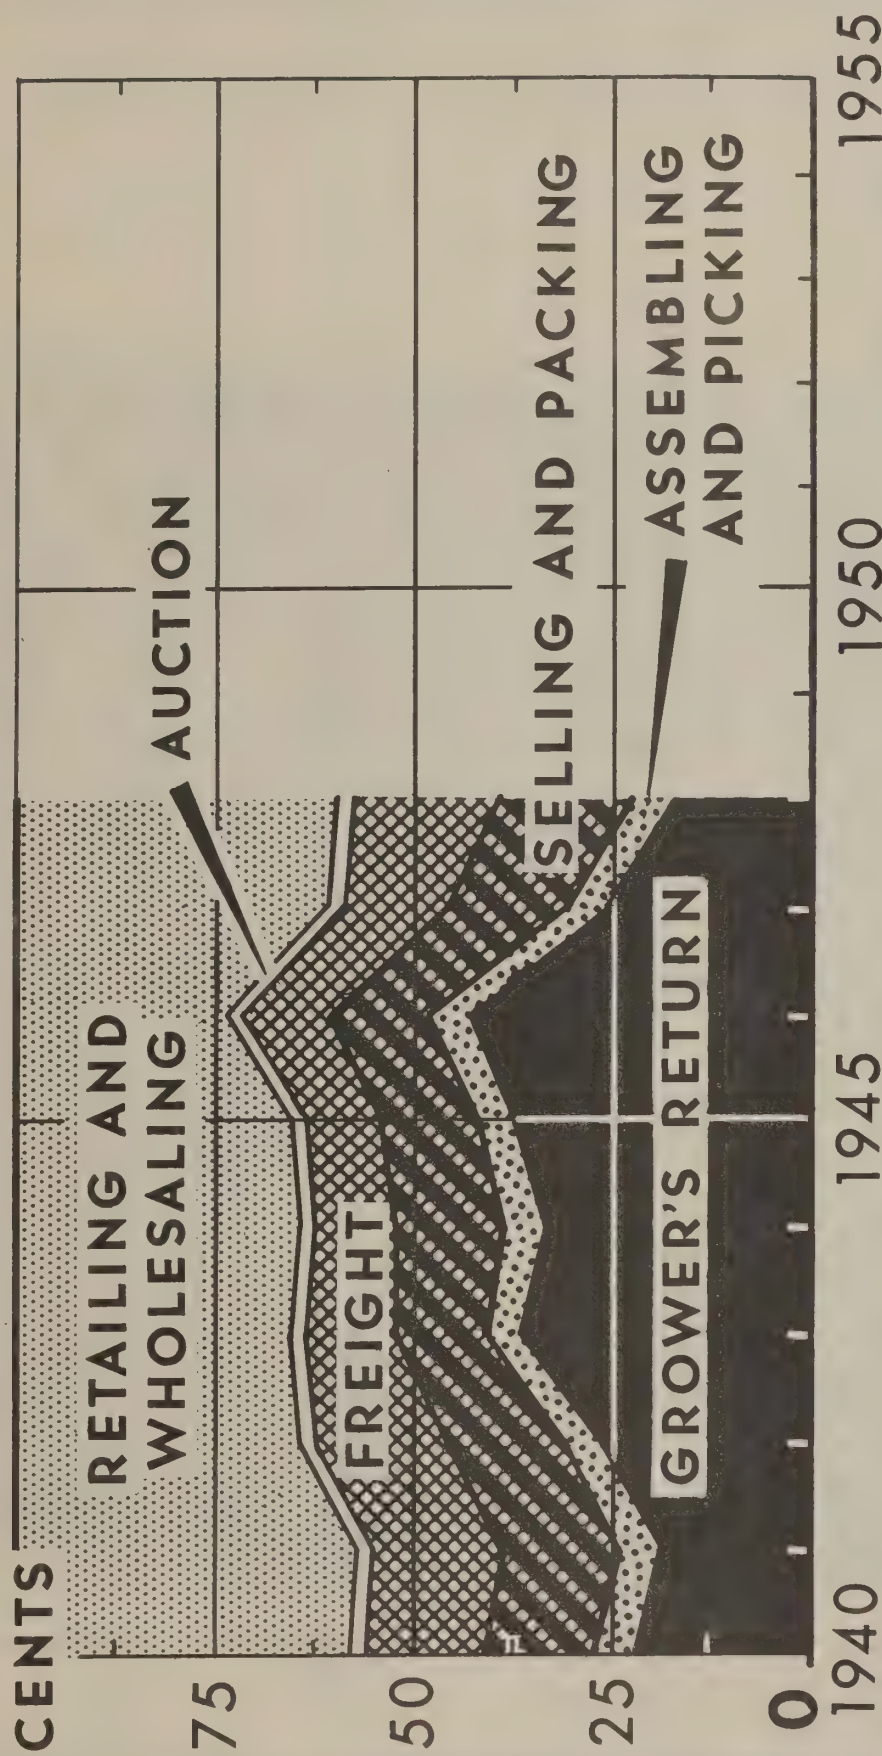 CENTS
RETAILING AND
WHOLESALING
AUCTION
75
FREIGHT
50
SELLING AND PACKING
25
ASSEMBLING
AND PICKING
GROWER'S RETURN
0
1940 1945 1950 1955